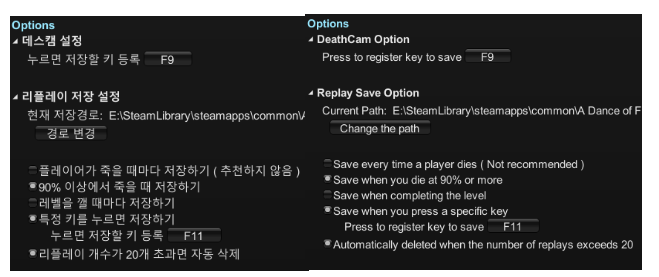 Options
데스캠 설정
누르면 저장할 키 등록 F9
리플레이 저장 설정
현재 저장경로: E:\SteamLibrary\steamapps\common\A
경로 변경
플레이어가 죽을 때마다 저장하기 ( 추천하지 않음 )
90% 이상에서 죽을 때 저장하기
레벨을 깰 때마다 저장하기
특정 키를 누르면 저장하기
누르면 저장할 키 등록 F11
리플레이 개수가 20개 초과면 자동 삭제
Options
DeathCam Option
Press to register key to save F9
Replay Save Option
Current Path: E:\SteamLibrary\steamapps\common\A Dance of F
Change the path
Save every time a player dies ( Not recommended )
Save when you die at 90% or more
Save when completing the level
Save when you press a specific key
Press to register key to save F11
Automatically deleted when the number of replays exceeds 20